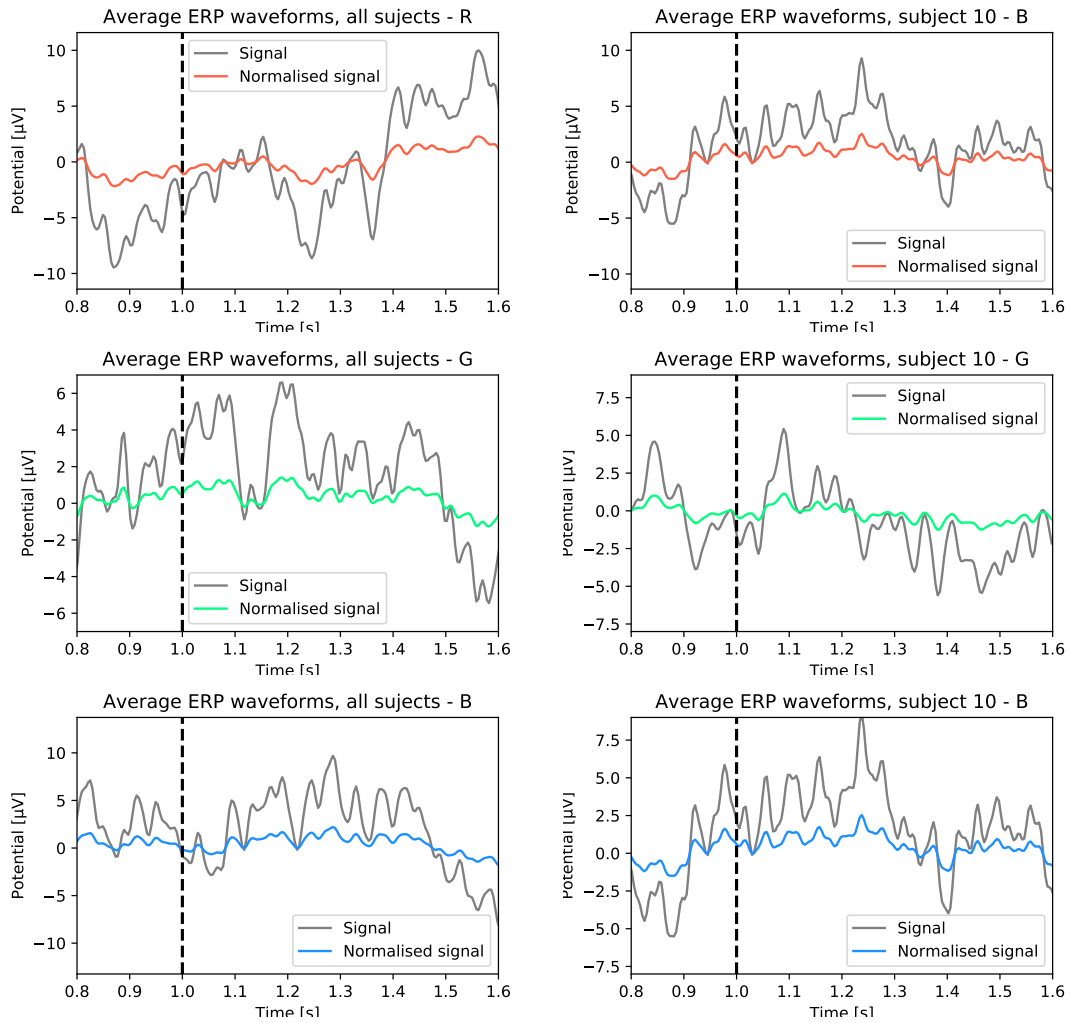 Average ERP waveforms, all sujects - R
Potential [µV]
10
5
0
−5
−10
Signal
Normalised signal
0.8 0.9 1.0 1.1 1.2 1.3 1.4 1.5 1.6
Time [s]
Average ERP waveforms, subject 10 - B
Potential [µV]
10
5
0
−5
−10
Signal
Normalised signal
0.8 0.9 1.0 1.1 1.2 1.3 1.4 1.5 1.6
Time [s]
Average ERP waveforms, all sujects - G
Potential [µV]
6
4
2
0
−2
−4
−6
Signal
Normalised signal
0.8 0.9 1.0 1.1 1.2 1.3 1.4 1.5 1.6
Time [s]
Average ERP waveforms, subject 10 - G
Potential [µV]
7.5
5.0
2.5
0.0
−2.5
−5.0
−7.5
Signal
Normalised signal
0.8 0.9 1.0 1.1 1.2 1.3 1.4 1.5 1.6
Time [s]
Average ERP waveforms, all sujects - B
Potential [µV]
10
5
0
−5
−10
Signal
Normalised signal
0.8 0.9 1.0 1.1 1.2 1.3 1.4 1.5 1.6
Time [s]
Average ERP waveforms, subject 10 - B
Potential [µV]
7.5
5.0
2.5
0.0
−2.5
−5.0
−7.5
Signal
Normalised signal
0.8 0.9 1.0 1.1 1.2 1.3 1.4 1.5 1.6
Time [s]